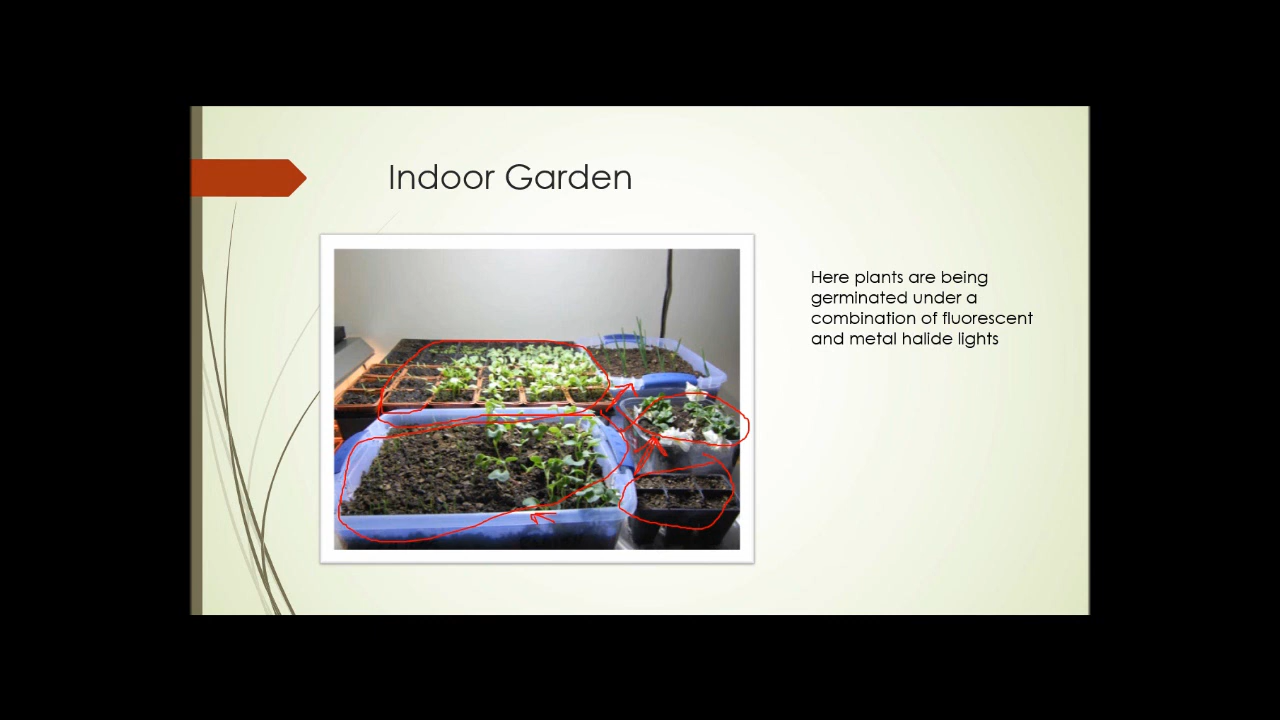 Indoor Garden
Here plants are being
germinated under a
combination of fluorescent
and metal halide lights